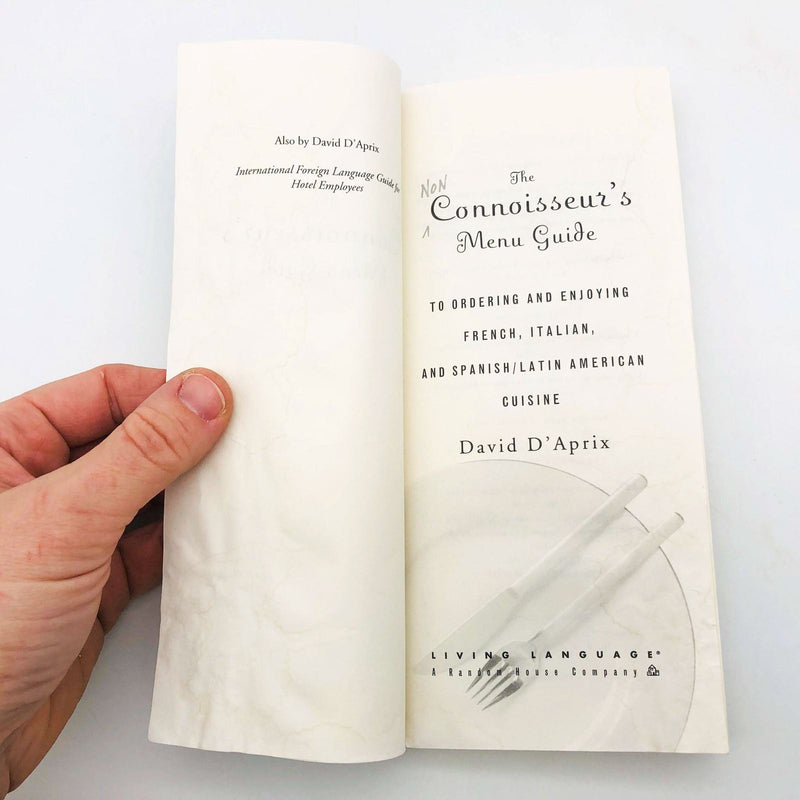 Also by David D'Aprix
International Foreign Language Guide for
Hotel Employees
The
NON
^
Connoisseur's
Menu Guide
TO ORDERING AND ENJOYING
FRENCH, ITALIAN,
AND SPANISH/LATIN AMERICAN
CUISINE
David D'Aprix
LIVING LANGUAGE®
A Random House Company